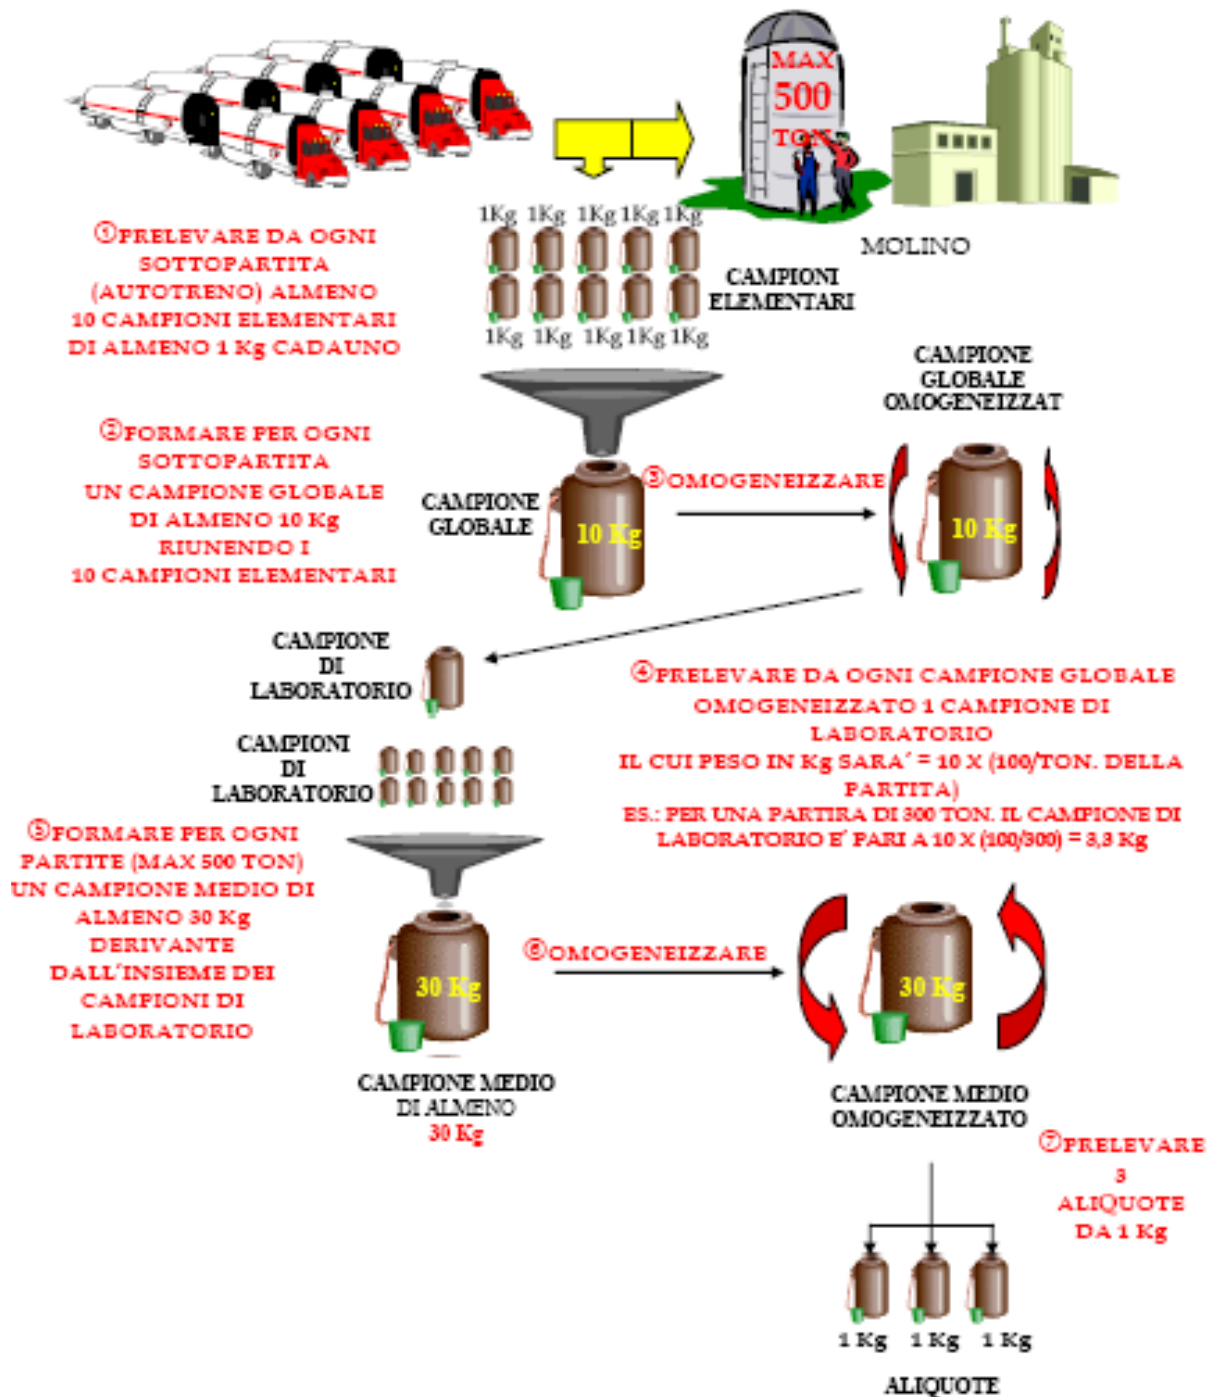 MAX
500
TON
MOLINO
1Kg 1Kg 1Kg 1Kg 1Kg
①PRELEVARE DA OGNI
SOTTOPARTITA
(AUTOTRENO) ALMENO
10 CAMPIONI ELEMENTARI
DI ALMENO 1 Kg CADAUNO
CAMPIONI
ELEMENTARI
1Kg 1Kg 1Kg 1Kg 1Kg
②FORMARE PER OGNI
SOTTOPARTITA
UN CAMPIONE GLOBALE
DI ALMENO 10 Kg
RIUNENDO I
10 CAMPIONI ELEMENTARI
CAMPIONE
GLOBALE
10 Kg
③OMOGENEIZZARE
CAMPIONE
GLOBALE
OMOGENEIZZAT
10 Kg
CAMPIONE
DI
LABORATORIO
④PRELEVARE DA OGNI CAMPIONE GLOBALE
OMOGENEIZZATO 1 CAMPIONE DI
LABORATORIO
IL CUI PESO IN Kg SARA´ = 10 X (100/TON. DELLA
PARTITA)
ES.: PER UNA PARTIRA DI 300 TON. IL CAMPIONE DI
LABORATORIO E´ PARI A 10 X (100/300) = 3,3 Kg
CAMPIONI
DI
LABORATORIO
⑤FORMARE PER OGNI
PARTITE (MAX 500 TON)
UN CAMPIONE MEDIO DI
ALMENO 30 Kg
DERIVANTE
DALL´INSIEME DEI
CAMPIONI DI
LABORATORIO
30 Kg
CAMPIONE MEDIO
DI ALMENO
30 Kg
⑥OMOGENEIZZARE
30 Kg
CAMPIONE MEDIO
OMOGENEIZZATO
⑦PRELEVARE
3
ALIQUOTE
DA 1 Kg
1 Kg 1 Kg 1 Kg
ALIQUOTE